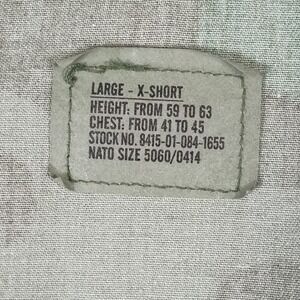 LARGE - X-SHORT
HEIGHT: FROM 59 TO 63
CHEST: FROM 41 TO 45
STOCK NO. 8415-01-084-1655
NATO SIZE 5060/0414